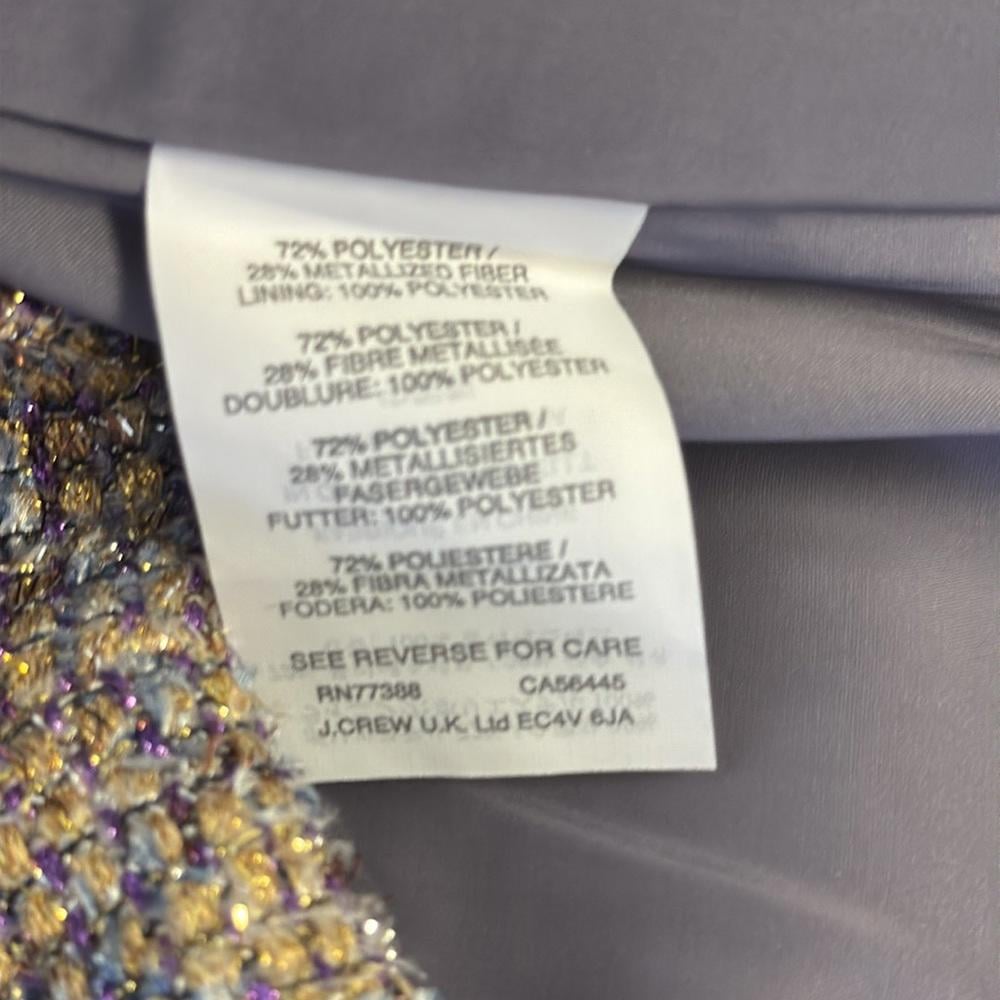 72% POLYESTER /
28% METALLIZED FIBER
LINING: 100% POLYESTER
72% POLYESTER /
28% FIBRE METALLISÉE
DOUBLURE: 100% POLYESTER
72% POLYESTER /
28% METALLISIERTES
FASERGEWEBE
FUTTER: 100% POLYESTER
72% POLIESTERE /
28% FIBRA METALLIZATA
FODERA: 100% POLIESTERE
SEE REVERSE FOR CARE
RN77388 CA56445
J.CREW U.K. Ltd EC4V 6JA